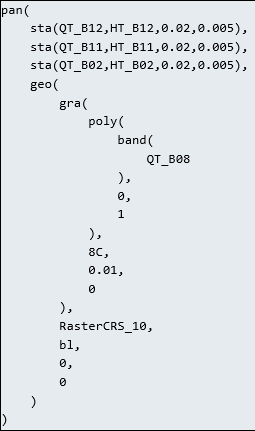 pan(
sta(QT_B12,HT_B12,0.02,0.005),
sta(QT_B11,HT_B11,0.02,0.005),
sta(QT_B02,HT_B02,0.02,0.005),
geo(
gra(
poly(
band(
QT_B08
),
0,
1
),
8C,
0.01,
0
),
RasterCRS_10,
bl,
0,
0
)
)